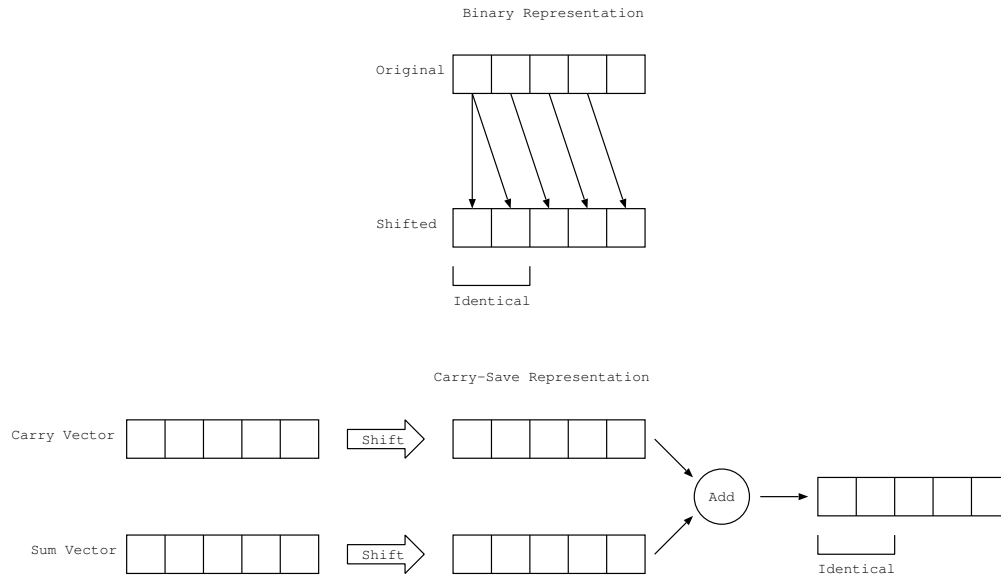 Binary Representation
Original
Shifted
Identical
Carry-Save Representation
Carry Vector
Shift
Add
Sum Vector
Shift
Identical